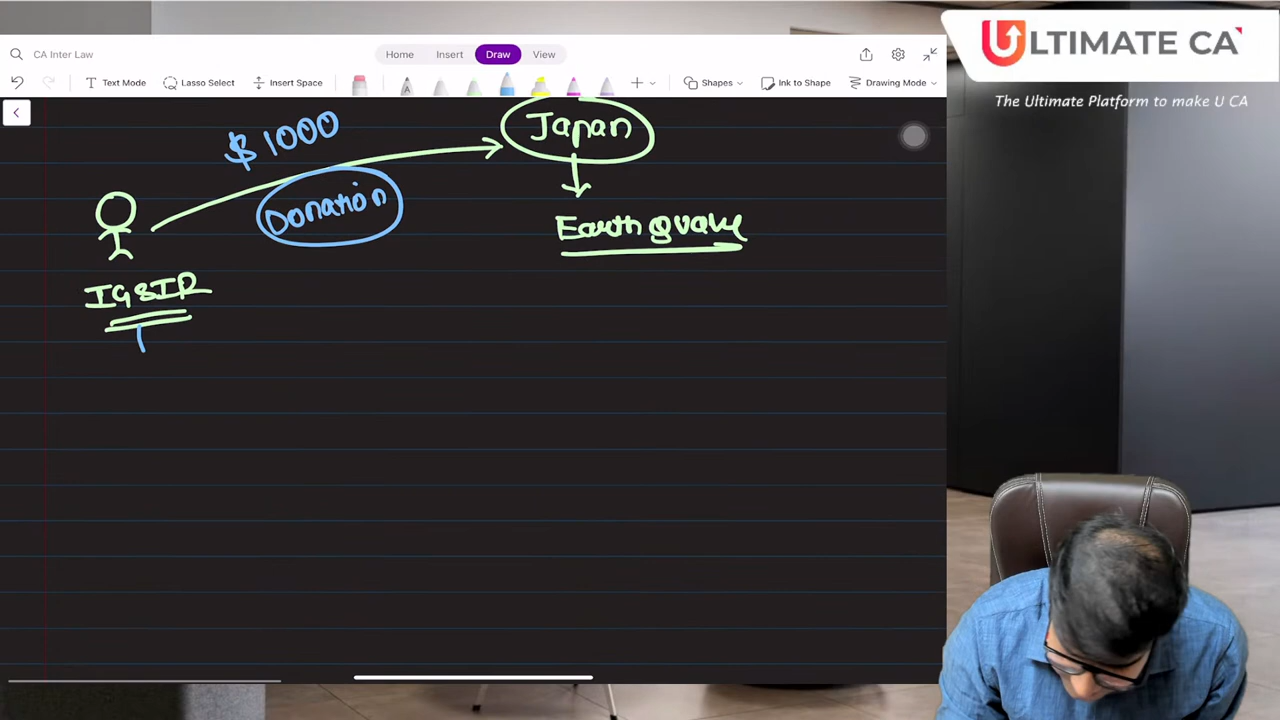 ULTIMATE CA
The Ultimate Platform to make U CA
CA Inter Law
Home Insert Draw View
Text Mode Lasso Select Insert Space Shapes Ink to Shape Drawing Mode
$ 1000
Japan
Donation
Earthquake
IGSIR